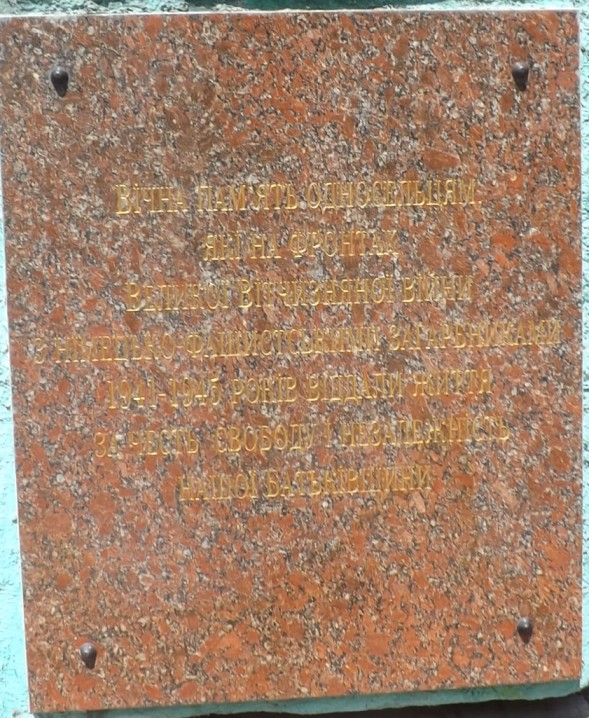 ВІЧНА ПАМ'ЯТЬ ОДНОСЕЛЬЦЯМ,
ЯКІ НА ФРОНТАХ
ВЕЛИКОЇ ВІТЧИЗНЯНОЇ ВІЙНИ
З НІМЕЦЬКО-ФАШИСТСЬКИМИ ЗАГАРБНИКАМИ
1941-1945 РОКІВ ВІДДАЛИ ЖИТТЯ
ЗА ЧЕСТЬ, СВОБОДУ І НЕЗАЛЕЖНІСТЬ
НАШОЇ БАТЬКІВЩИНИ